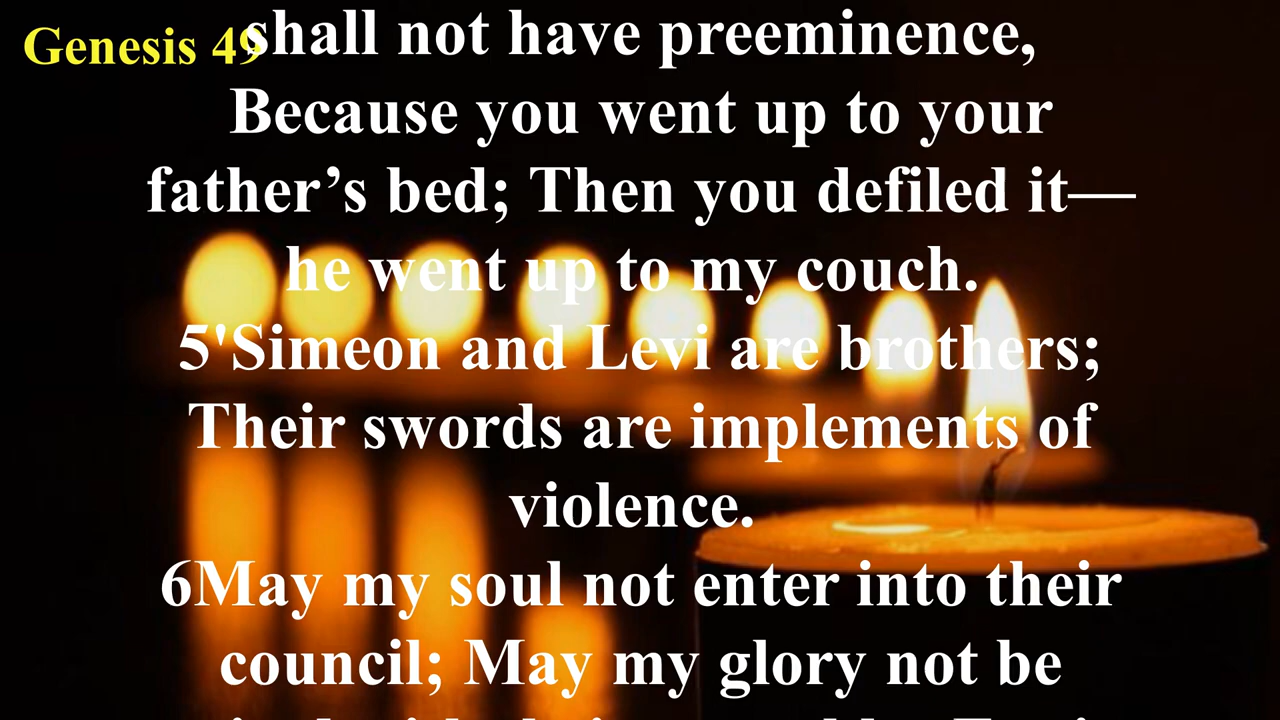 Genesis 49
shall not have preeminence,
Because you went up to your
father’s bed; Then you defiled it—
he went up to my couch.
5'Simeon and Levi are brothers;
Their swords are implements of
violence.
6May my soul not enter into their
council; May my glory not be